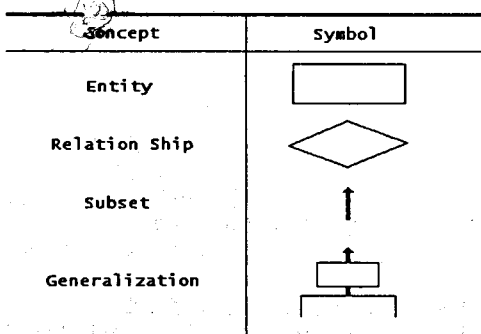 Concept Symbol
Entity
Relation Ship
Subset
Generalization